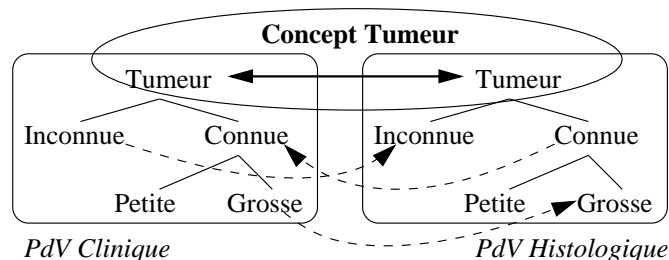 Concept Tumeur
Tumeur Tumeur
Inconnue Connue Inconnue Connue
Petite Grosse Petite Grosse
PdV Clinique PdV Histologique